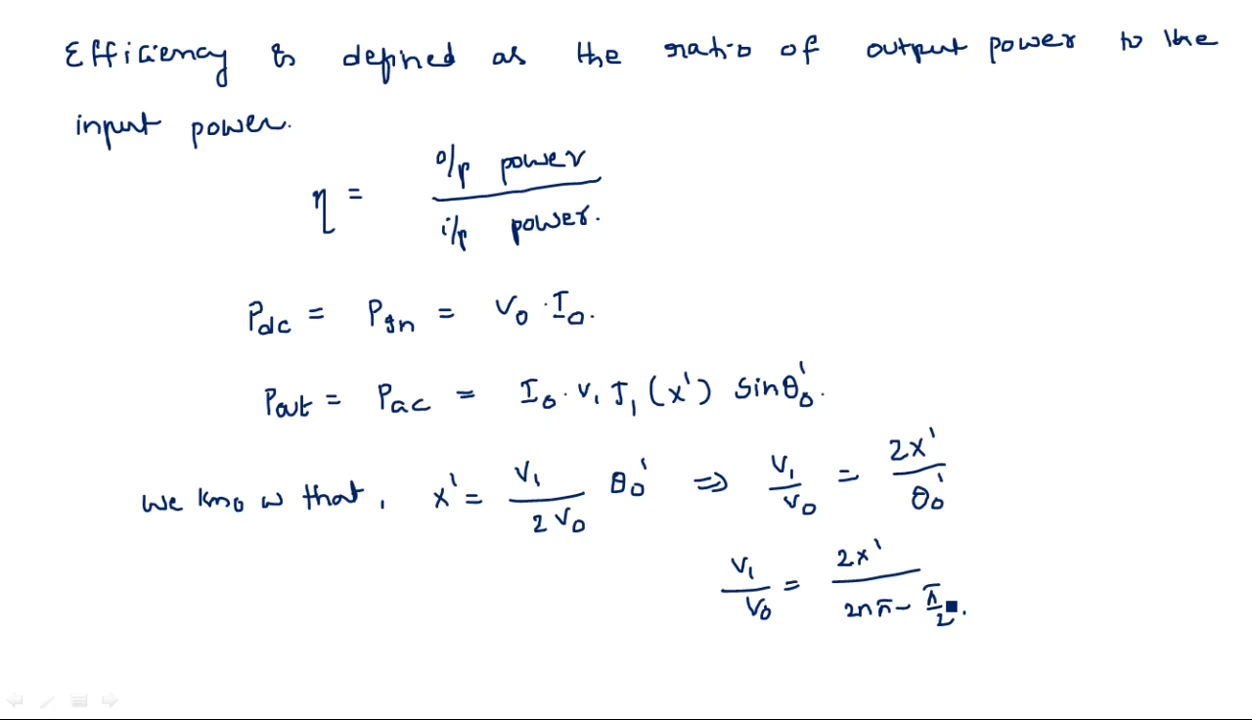 Efficiency is defined as the ratio of output power to the
input power.
η = o/p power / i/p power.
Pdc = Pin = V0 · I0.
Pout = Pac = I0 · V1 J1 (X') Sinθ0'.
We know that, X' = V1 / 2V0 θ0' ⇒ V1 / V0 = 2X' / θ0'
V1 / V0 = 2X' / 2nπ - π/2.